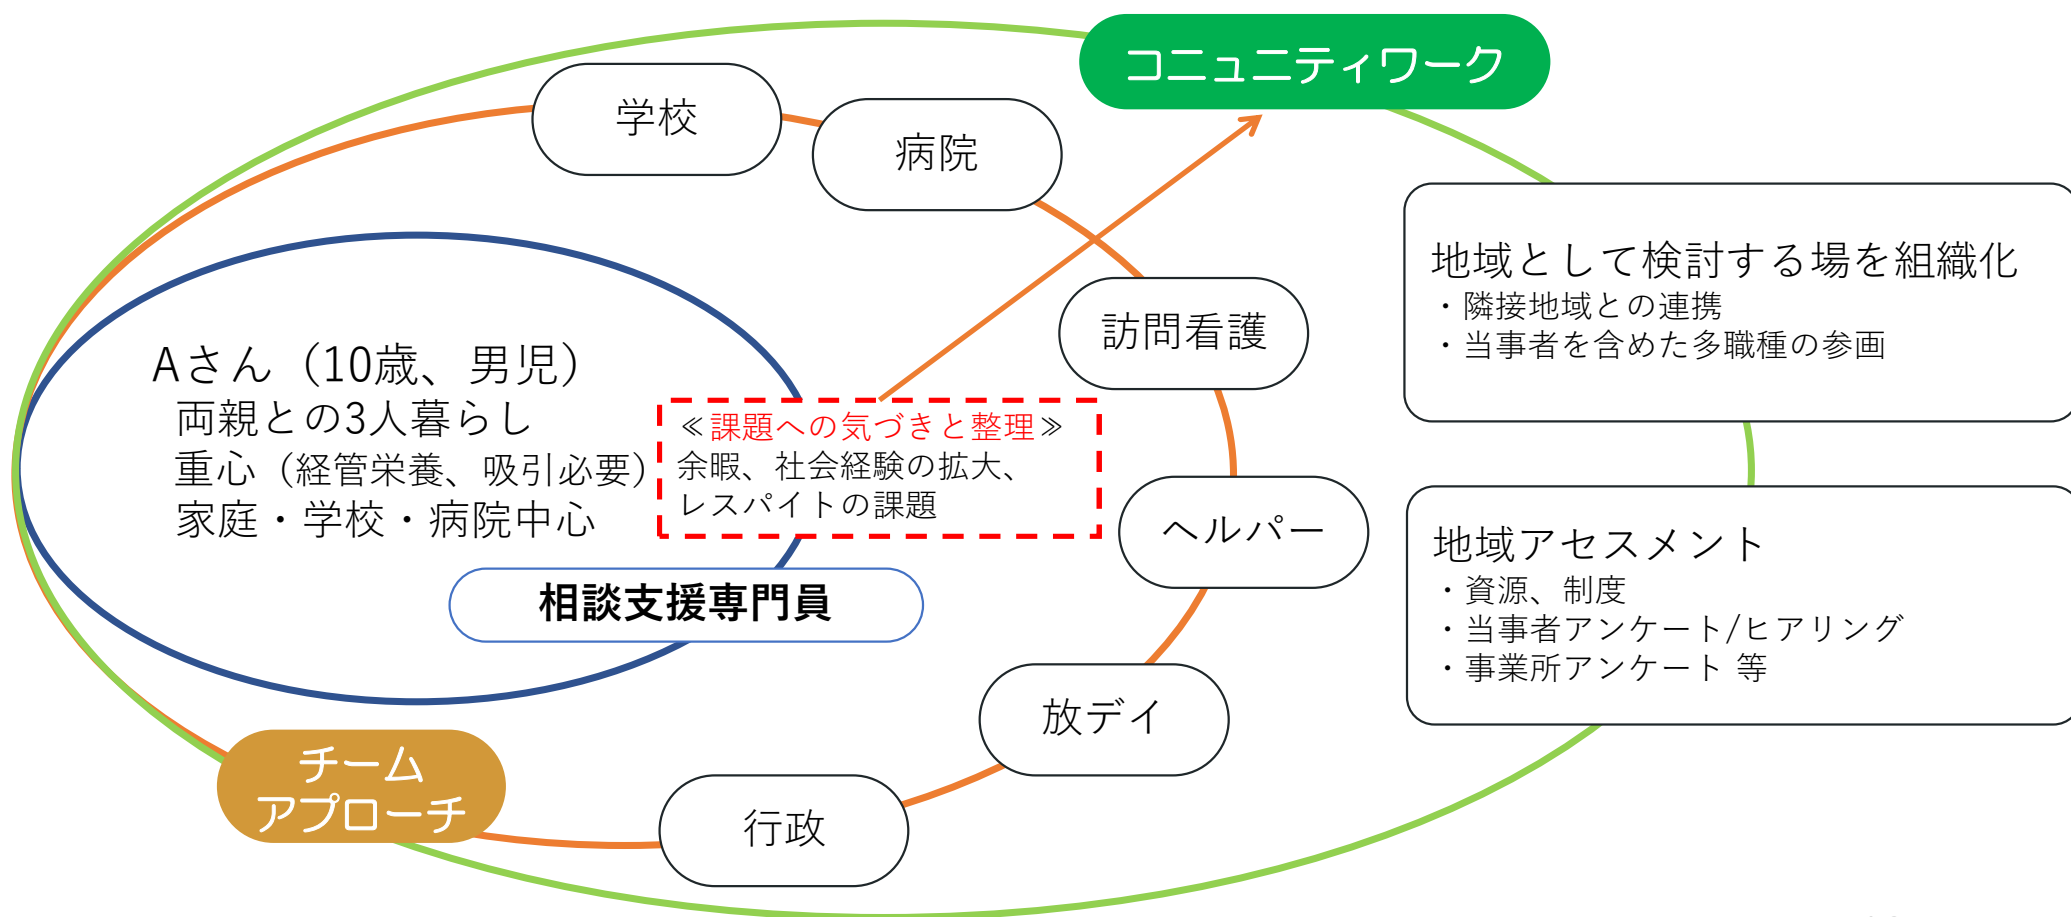 コニュニティワーク
学校
病院
訪問看護
ヘルパー
放デイ
行政
チーム
アプローチ
Aさん（10歳、男児）
両親との3人暮らし
重心（経管栄養、吸引必要）
家庭・学校・病院中心
≪課題への気づきと整理≫
余暇、社会経験の拡大、
レスパイトの課題
相談支援専門員
地域として検討する場を組織化
・隣接地域との連携
・当事者を含めた多職種の参画
地域アセスメント
・資源、制度
・当事者アンケート/ヒアリング
・事業所アンケート 等